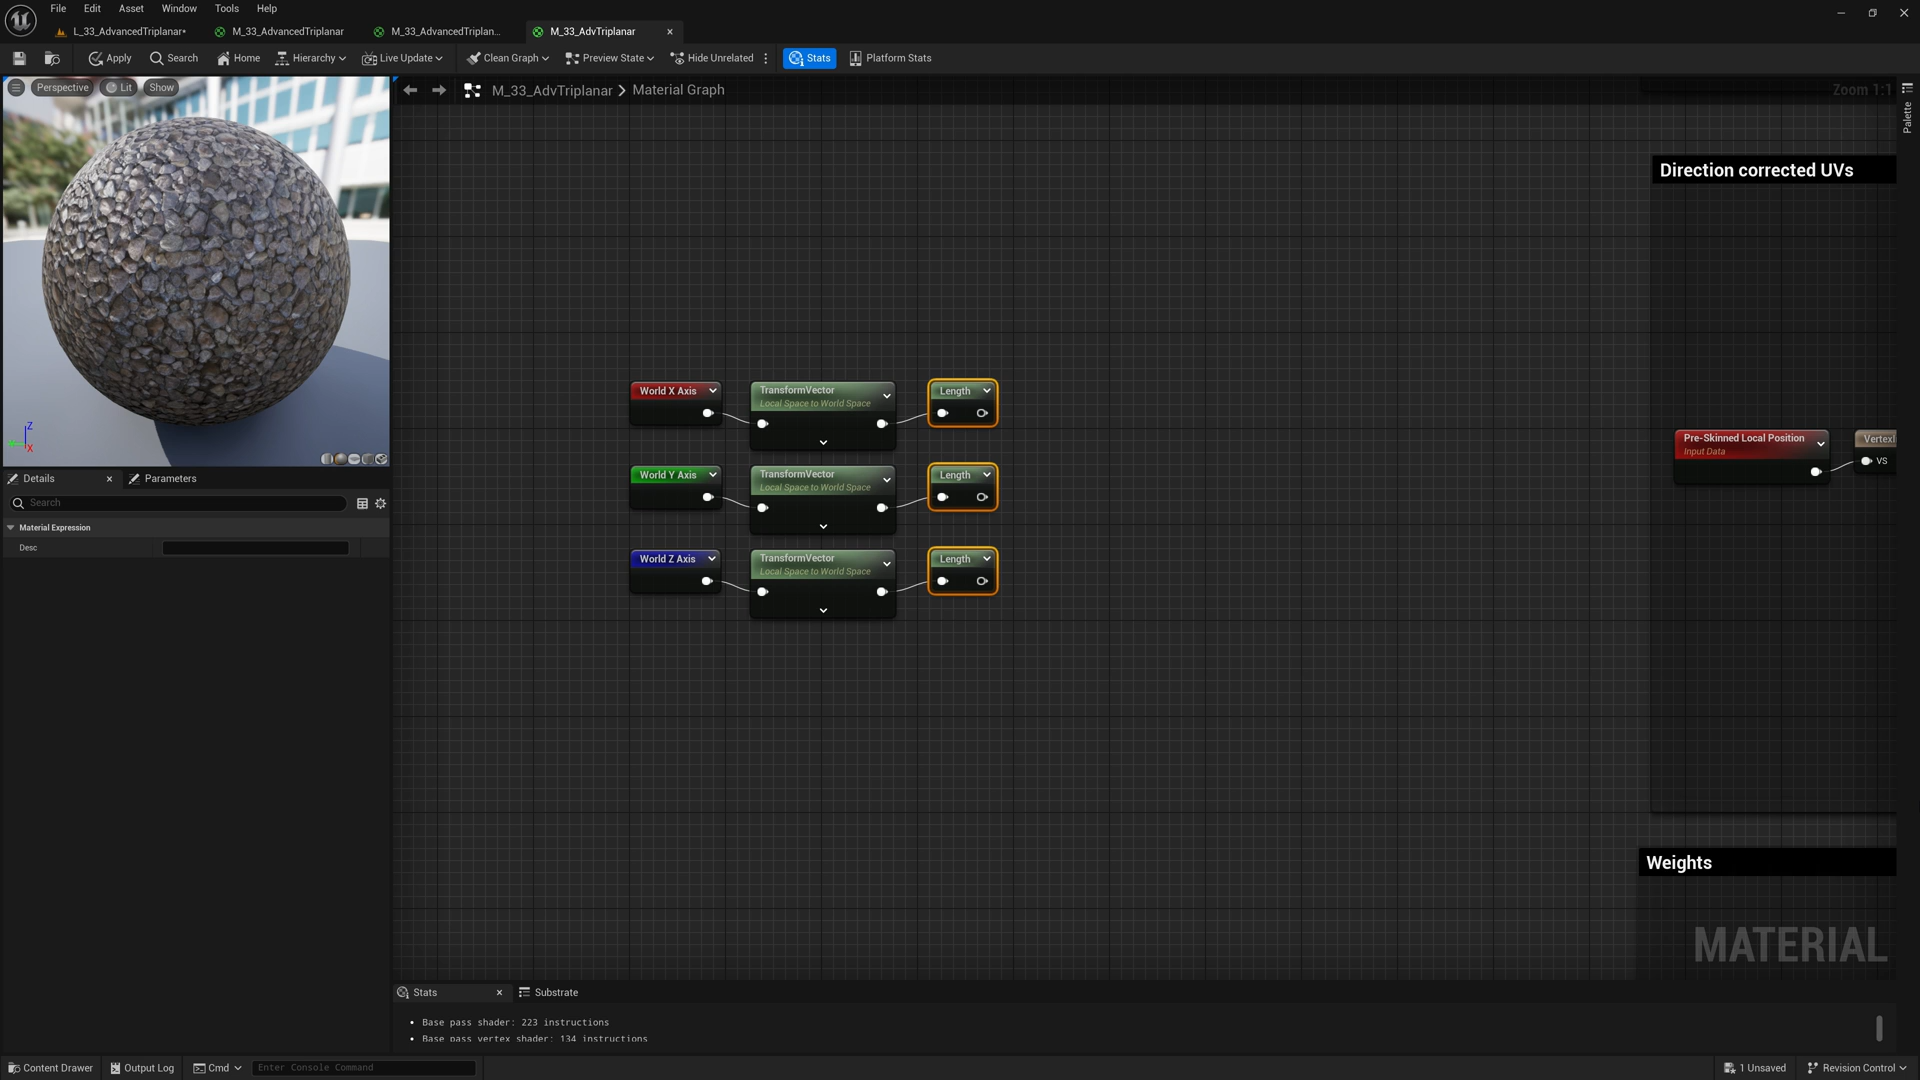 File Edit Asset Window Tools Help
L_33_AdvancedTriplanar*
M_33_AdvancedTriplanar
M_33_AdvancedTriplan...
M_33_AdvTriplanar
Apply
Search
Home
Hierarchy
Live Update
Clean Graph
Preview State
Hide Unrelated
Stats
Platform Stats
Perspective
Lit
Show
M_33_AdvTriplanar > Material Graph
Zoom 1:1
Palette
Z
X
Details
Parameters
Search
Material Expression
Desc
Direction corrected UVs
World X Axis
TransformVector
Local Space to World Space
Length
World Y Axis
TransformVector
Local Space to World Space
Length
World Z Axis
TransformVector
Local Space to World Space
Length
Pre-Skinned Local Position
Input Data
VertexI
VS
Weights
MATERIAL
Stats
Substrate
Base pass shader: 223 instructions
Base pass vertex shader: 134 instructions
Content Drawer
Output Log
Cmd
Enter Console Command
1 Unsaved
Revision Control